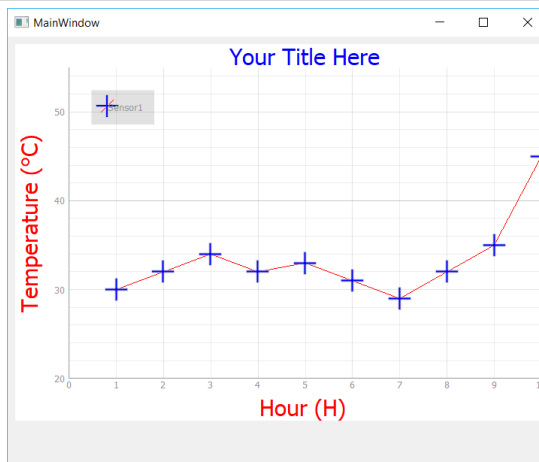 MainWindow
Your Title Here
Sensor1
Temperature (°C)
50
40
30
20
0 1 2 3 4 5 6 7 8 9
Hour (H)